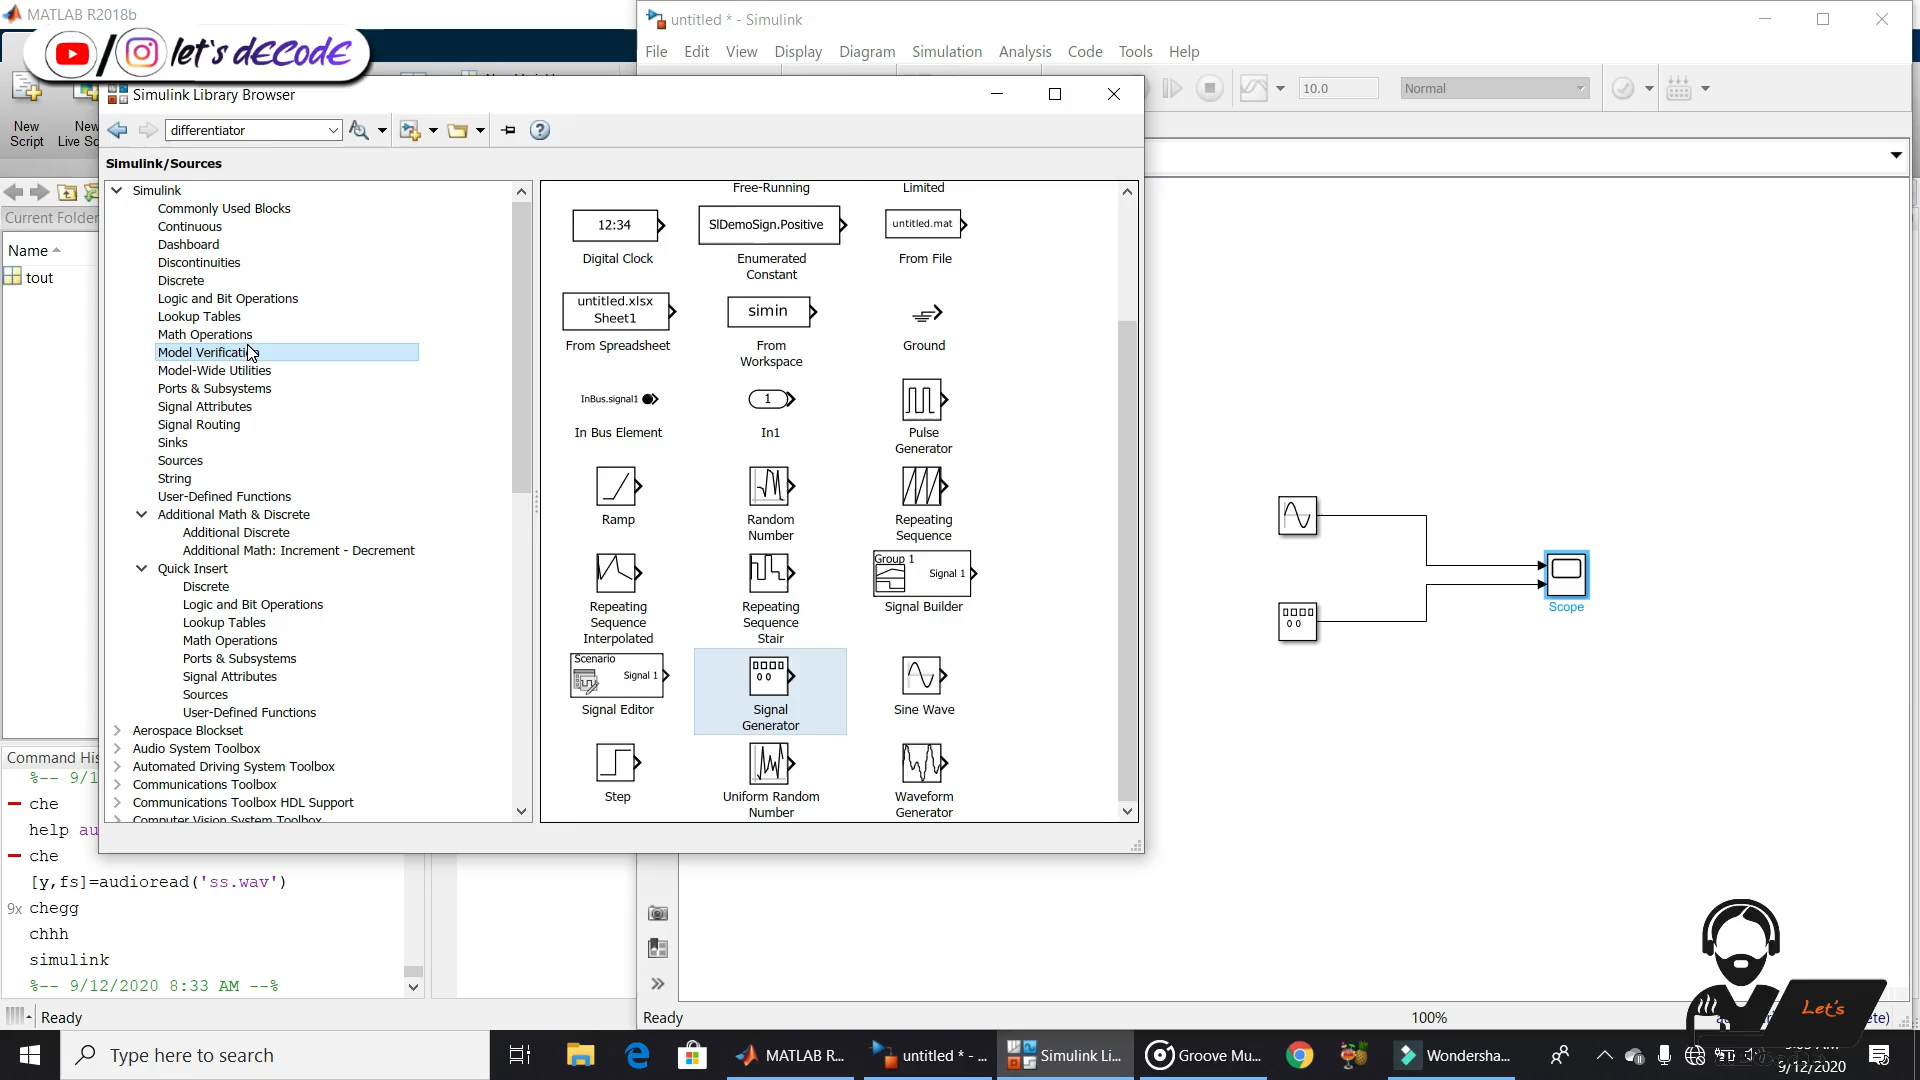 MATLAB R2018b
let's decode
New Script
New
Live Sc
Current Folder
Name
tout
Command His
%-- 9/1
che
help au
che
[y,fs]=audioread('ss.wav')
9x chegg
chhh
simulink
%-- 9/12/2020 8:33 AM --%
Ready
Simulink Library Browser
differentiator
Simulink/Sources
Simulink
Commonly Used Blocks
Continuous
Dashboard
Discontinuities
Discrete
Logic and Bit Operations
Lookup Tables
Math Operations
Model Verificati
Model-Wide Utilities
Ports & Subsystems
Signal Attributes
Signal Routing
Sinks
Sources
String
User-Defined Functions
Additional Math & Discrete
Additional Discrete
Additional Math: Increment - Decrement
Quick Insert
Discrete
Logic and Bit Operations
Lookup Tables
Math Operations
Ports & Subsystems
Signal Attributes
Sources
User-Defined Functions
Aerospace Blockset
Audio System Toolbox
Automated Driving System Toolbox
Communications Toolbox
Communications Toolbox HDL Support
Computer Vision System Toolbox
Free-Running
Limited
12:34
Digital Clock
SlDemoSign.Positive
Enumerated
Constant
untitled.mat
From File
untitled.xlsx
Sheet1
From Spreadsheet
simin
From
Workspace
Ground
InBus.signal1
In Bus Element
1
In1
Pulse
Generator
Ramp
Random
Number
Repeating
Sequence
Repeating
Sequence
Interpolated
Repeating
Sequence
Stair
Group 1
Signal 1
Signal Builder
Scenario
Signal 1
Signal Editor
Signal
Generator
Sine Wave
Step
Uniform Random
Number
Waveform
Generator
untitled * - Simulink
File Edit View Display Diagram Simulation Analysis Code Tools Help
10.0
Normal
Scope
Ready
100%
Let's
Type here to search
MATLAB R...
untitled * - ...
Simulink Li...
Groove Mu...
Wondersha...
9/12/2020